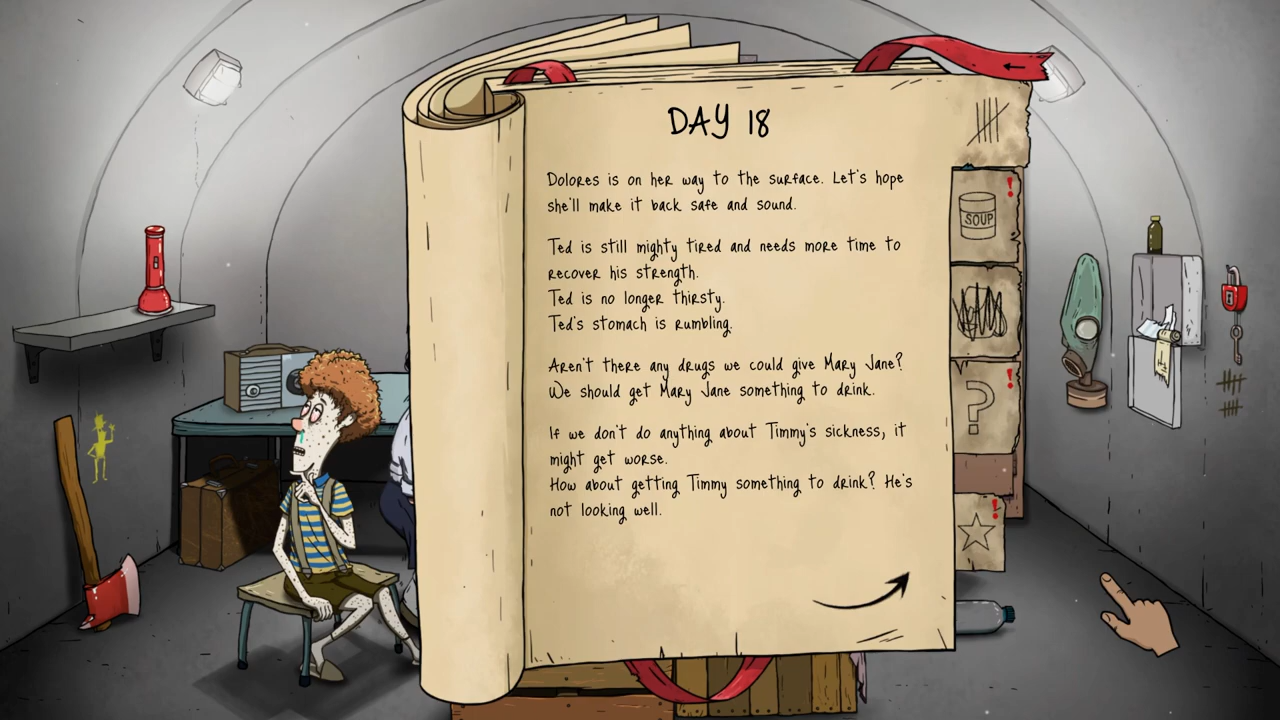 DAY 18
Dolores is on her way to the surface. Let's hope
she'll make it back safe and sound.
Ted is still mighty tired and needs more time to
recover his strength.
Ted is no longer thirsty.
Ted's stomach is rumbling.
Aren't there any drugs we could give Mary Jane?
We should get Mary Jane something to drink.
If we don't do anything about Timmy's sickness, it
might get worse.
How about getting Timmy something to drink? He's
not looking well.
!
SOUP
!
?
!